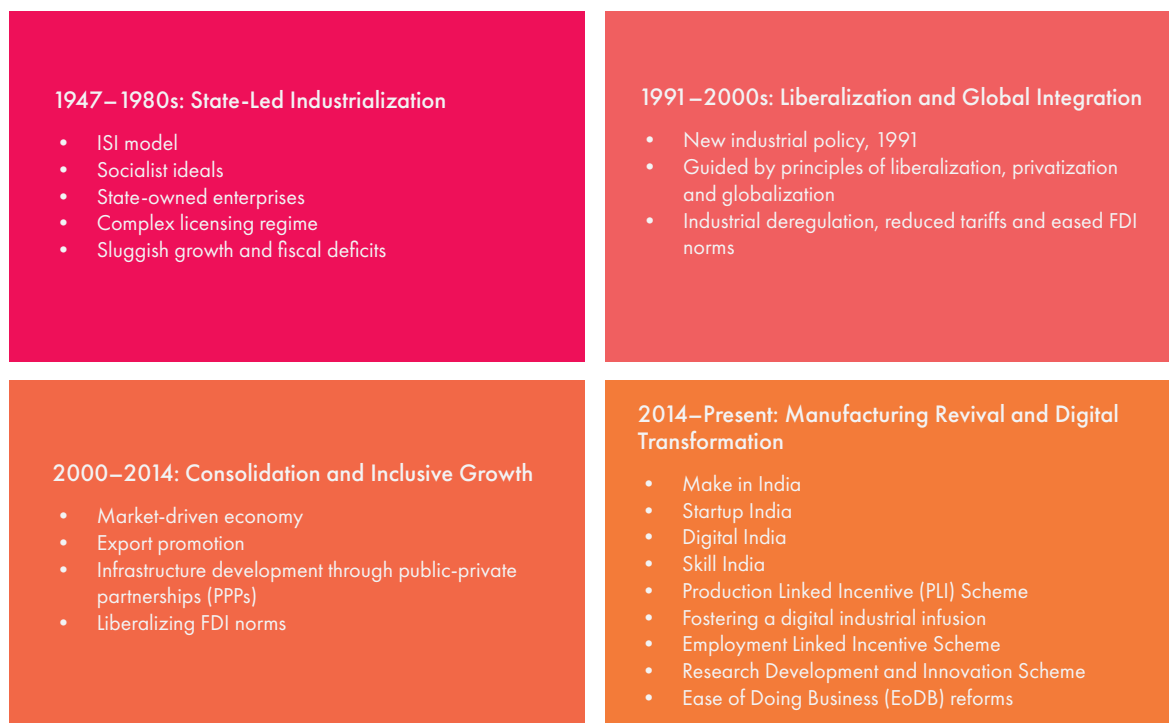 1947–1980s: State-Led Industrialization
• ISI model
• Socialist ideals
• State-owned enterprises
• Complex licensing regime
• Sluggish growth and fiscal deficits
1991–2000s: Liberalization and Global Integration
• New industrial policy, 1991
• Guided by principles of liberalization, privatization
and globalization
• Industrial deregulation, reduced tariffs and eased FDI
norms
2000–2014: Consolidation and Inclusive Growth
• Market-driven economy
• Export promotion
• Infrastructure development through public-private
partnerships (PPPs)
• Liberalizing FDI norms
2014–Present: Manufacturing Revival and Digital
Transformation
• Make in India
• Startup India
• Digital India
• Skill India
• Production Linked Incentive (PLI) Scheme
• Fostering a digital industrial infusion
• Employment Linked Incentive Scheme
• Research Development and Innovation Scheme
• Ease of Doing Business (EoDB) reforms